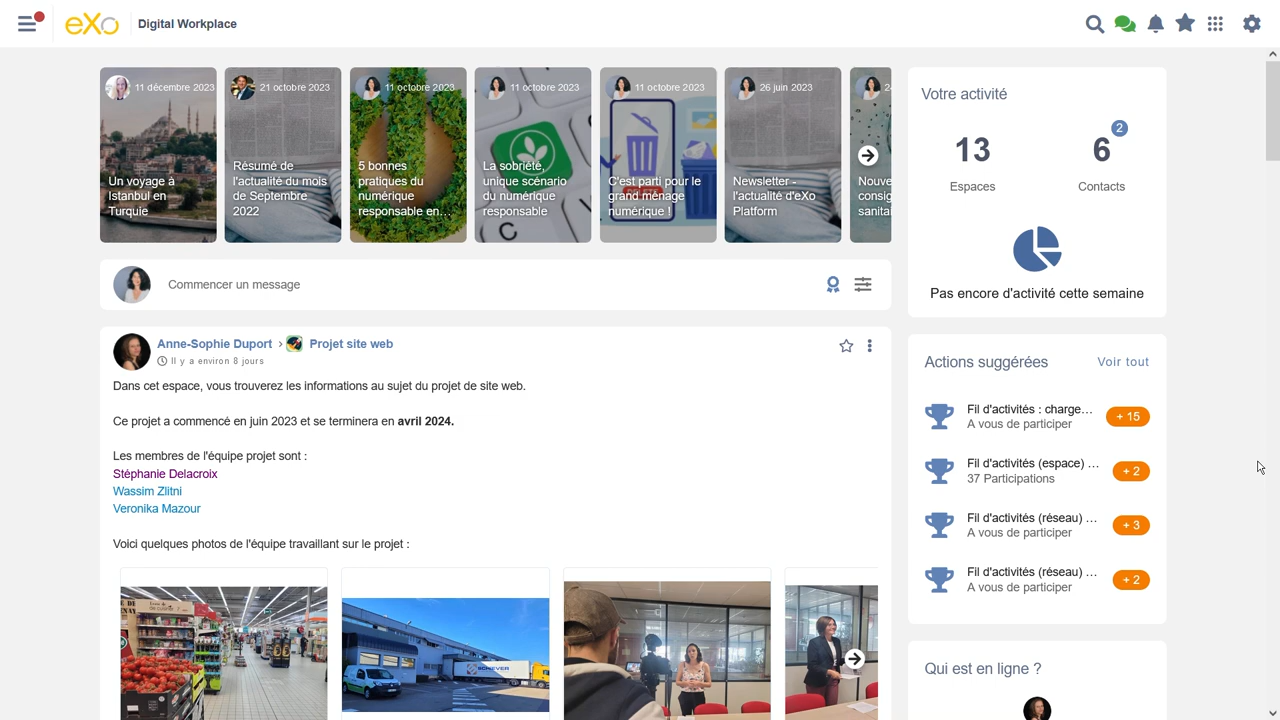 eXo
Digital Workplace
11 décembre 2023
Un voyage à
Istanbul en
Turquie
21 octobre 2023
Résumé de
l'actualité du mois
de Septembre
2022
11 octobre 2023
5 bonnes
pratiques du
numérique
responsable en…
11 octobre 2023
La sobriété,
unique scénario
du numérique
responsable
11 octobre 2023
C'est parti pour le
grand ménage
numérique !
26 juin 2023
Newsletter -
l'actualité d'eXo
Platform
Nouve
consig
sanitai
Commencer un message
Anne-Sophie Duport > Projet site web
Il y a environ 8 jours
Dans cet espace, vous trouverez les informations au sujet du projet de site web.
Ce projet a commencé en juin 2023 et se terminera en avril 2024.
Les membres de l'équipe projet sont :
Stéphanie Delacroix
Wassim Zlitni
Veronika Mazour
Voici quelques photos de l'équipe travaillant sur le projet :
SCHIEVER
Votre activité
13
Espaces
6
2
Contacts
Pas encore d'activité cette semaine
Actions suggérées
Voir tout
Fil d'activités : charge…
A vous de participer
+ 15
Fil d'activités (espace) …
37 Participations
+ 2
Fil d'activités (réseau) …
A vous de participer
+ 3
Fil d'activités (réseau) …
A vous de participer
+ 2
Qui est en ligne ?